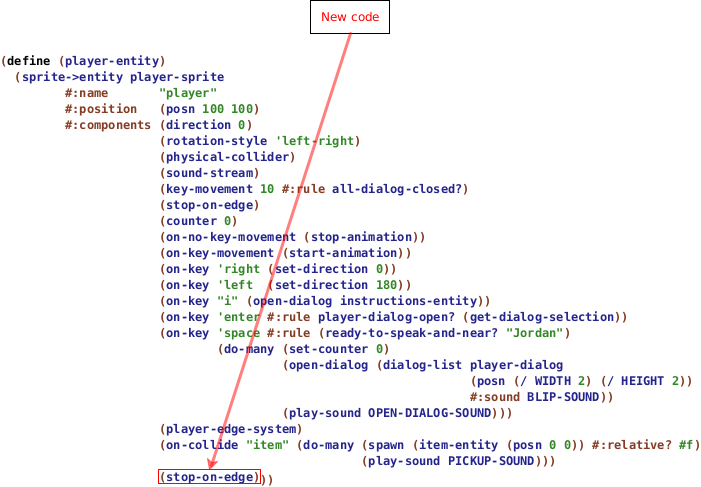 New code
(define (player-entity)
  (sprite->entity player-sprite
         #:name       "player"
         #:position   (posn 100 100)
         #:components (direction 0)
                      (rotation-style 'left-right)
                      (physical-collider)
                      (sound-stream)
                      (key-movement 10 #:rule all-dialog-closed?)
                      (stop-on-edge)
                      (counter 0)
                      (on-no-key-movement (stop-animation))
                      (on-key-movement (start-animation))
                      (on-key 'right (set-direction 0))
                      (on-key 'left  (set-direction 180))
                      (on-key "i" (open-dialog instructions-entity))
                      (on-key 'enter #:rule player-dialog-open? (get-dialog-selection))
                      (on-key 'space #:rule (ready-to-speak-and-near? "Jordan")
                              (do-many (set-counter 0)
                                       (open-dialog (dialog-list player-dialog
                                                                 (posn (/ WIDTH 2) (/ HEIGHT 2))
                                                                 #:sound BLIP-SOUND))
                                       (play-sound OPEN-DIALOG-SOUND)))
                      (player-edge-system)
                      (on-collide "item" (do-many (spawn (item-entity (posn 0 0)) #:relative? #f)
                                                  (play-sound PICKUP-SOUND)))
                      (stop-on-edge)))